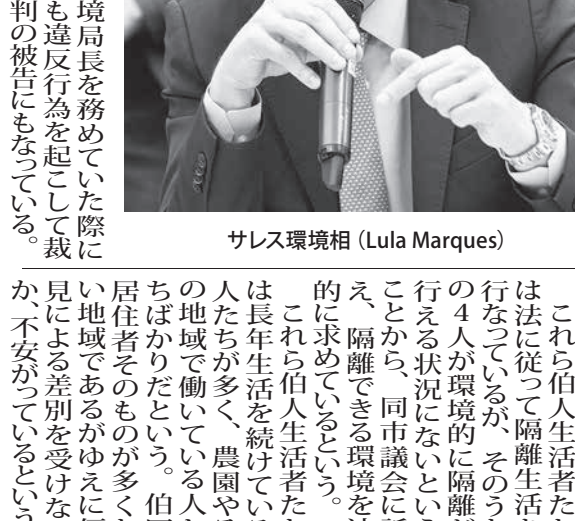 境局長を務めていた際に
も違反行為を起こして裁
判の被告にもなっている。
サレス環境相（Lula Marques）
これら伯人生活者た
は法に従って隔離生活
行なっているが、そのう
の４人が環境的に隔離が
行える状況にないという
ことから、同市議会に
え、隔離できる環境を
的に求めているという。
これら伯人生活者た
は長年生活を続けている
人たちが多く、農園や
の地域で働いている人
ちばかりだという。伯
居住者そのものが多く
い地域であるがゆえに
見による差別を受けな
か、不安がっているという